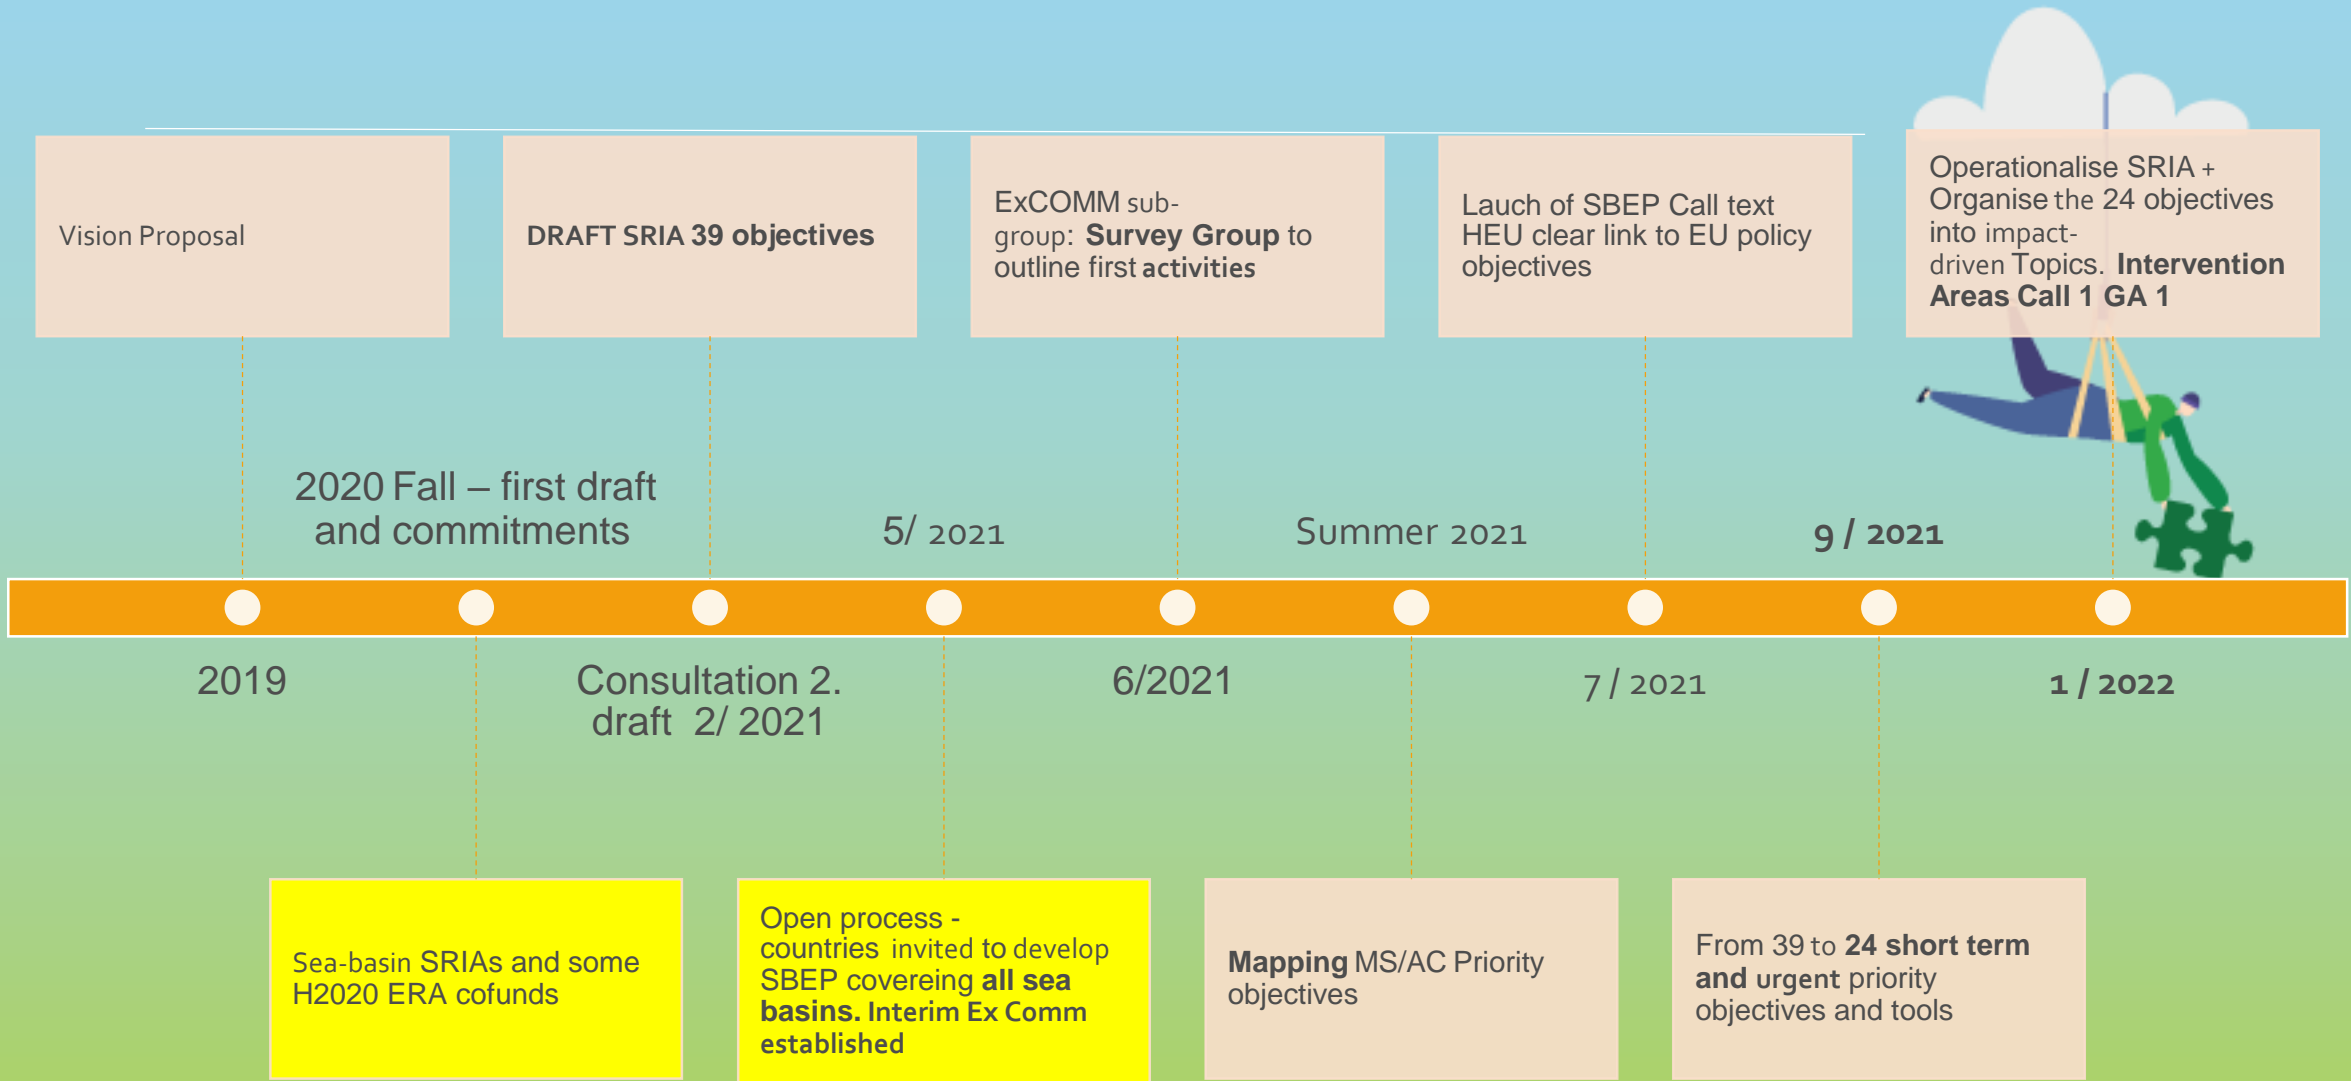 Vision Proposal
DRAFT SRIA 39 objectives
ExCOMM sub-
group: Survey Group to
outline first activities
Lauch of SBEP Call text
HEU clear link to EU policy
objectives
Operationalise SRIA +
Organise the 24 objectives
into impact-
driven Topics. Intervention
Areas Call 1 GA 1
2020 Fall – first draft
and commitments
5/ 2021
Summer 2021
9 / 2021
2019
Consultation 2.
draft 2/ 2021
6/2021
7 / 2021
1 / 2022
Sea-basin SRIAs and some
H2020 ERA cofunds
Open process -
countries invited to develop
SBEP covereing all sea
basins. Interim Ex Comm
established
Mapping MS/AC Priority
objectives
From 39 to 24 short term
and urgent priority
objectives and tools